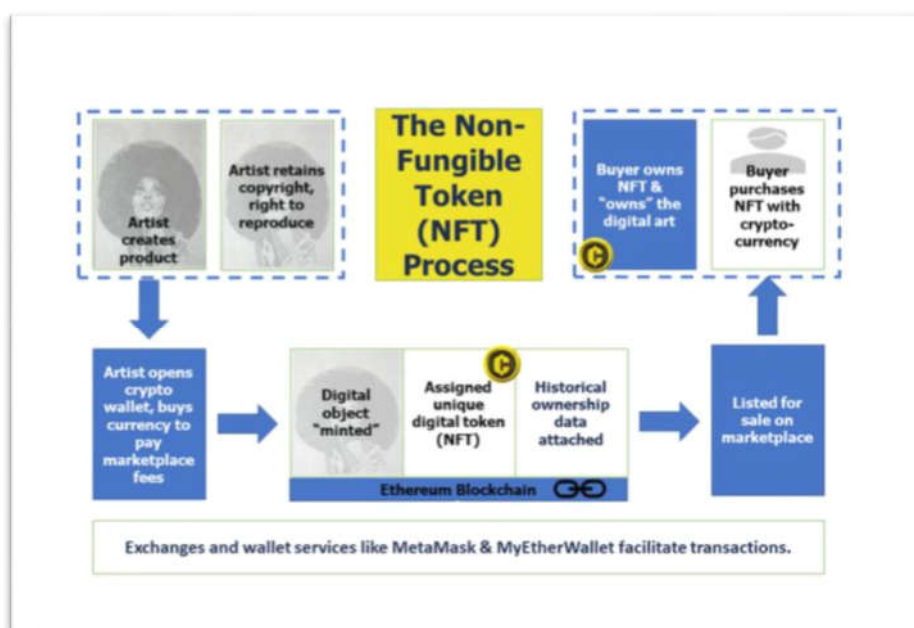 Artist
creates
product
Artist retains
copyright,
right to
reproduce
The Non-
Fungible
Token
(NFT)
Process
Buyer owns
NFT &
"owns" the
digital art
C
Buyer
purchases
NFT with
crypto-
currency
Artist opens
crypto
wallet, buys
currency to
pay
marketplace
fees
Digital
object
"minted"
C
Assigned
unique
digital token
(NFT)
Historical
ownership
data
attached
Ethereum Blockchain
Listed for
sale on
marketplace
Exchanges and wallet services like MetaMask & MyEtherWallet facilitate transactions.